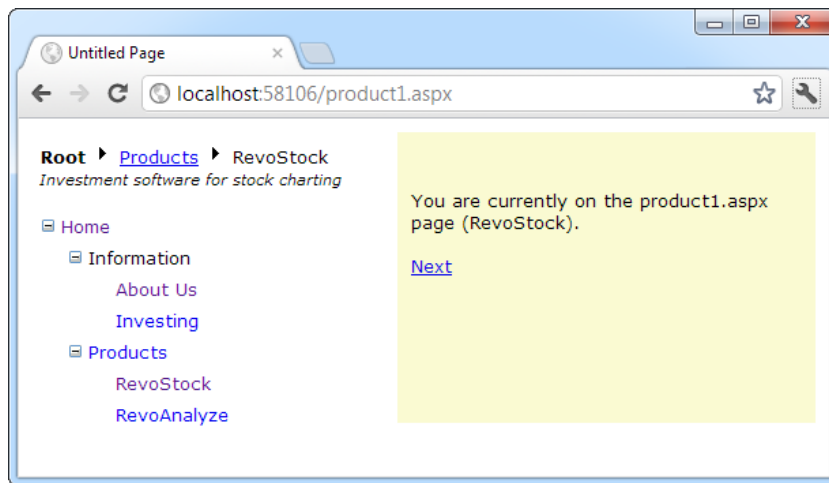 Untitled Page
localhost:58106/product1.aspx
Root Products RevoStock
Investment software for stock charting
Home
Information
About Us
Investing
Products
RevoStock
RevoAnalyze
You are currently on the product1.aspx
page (RevoStock).
Next